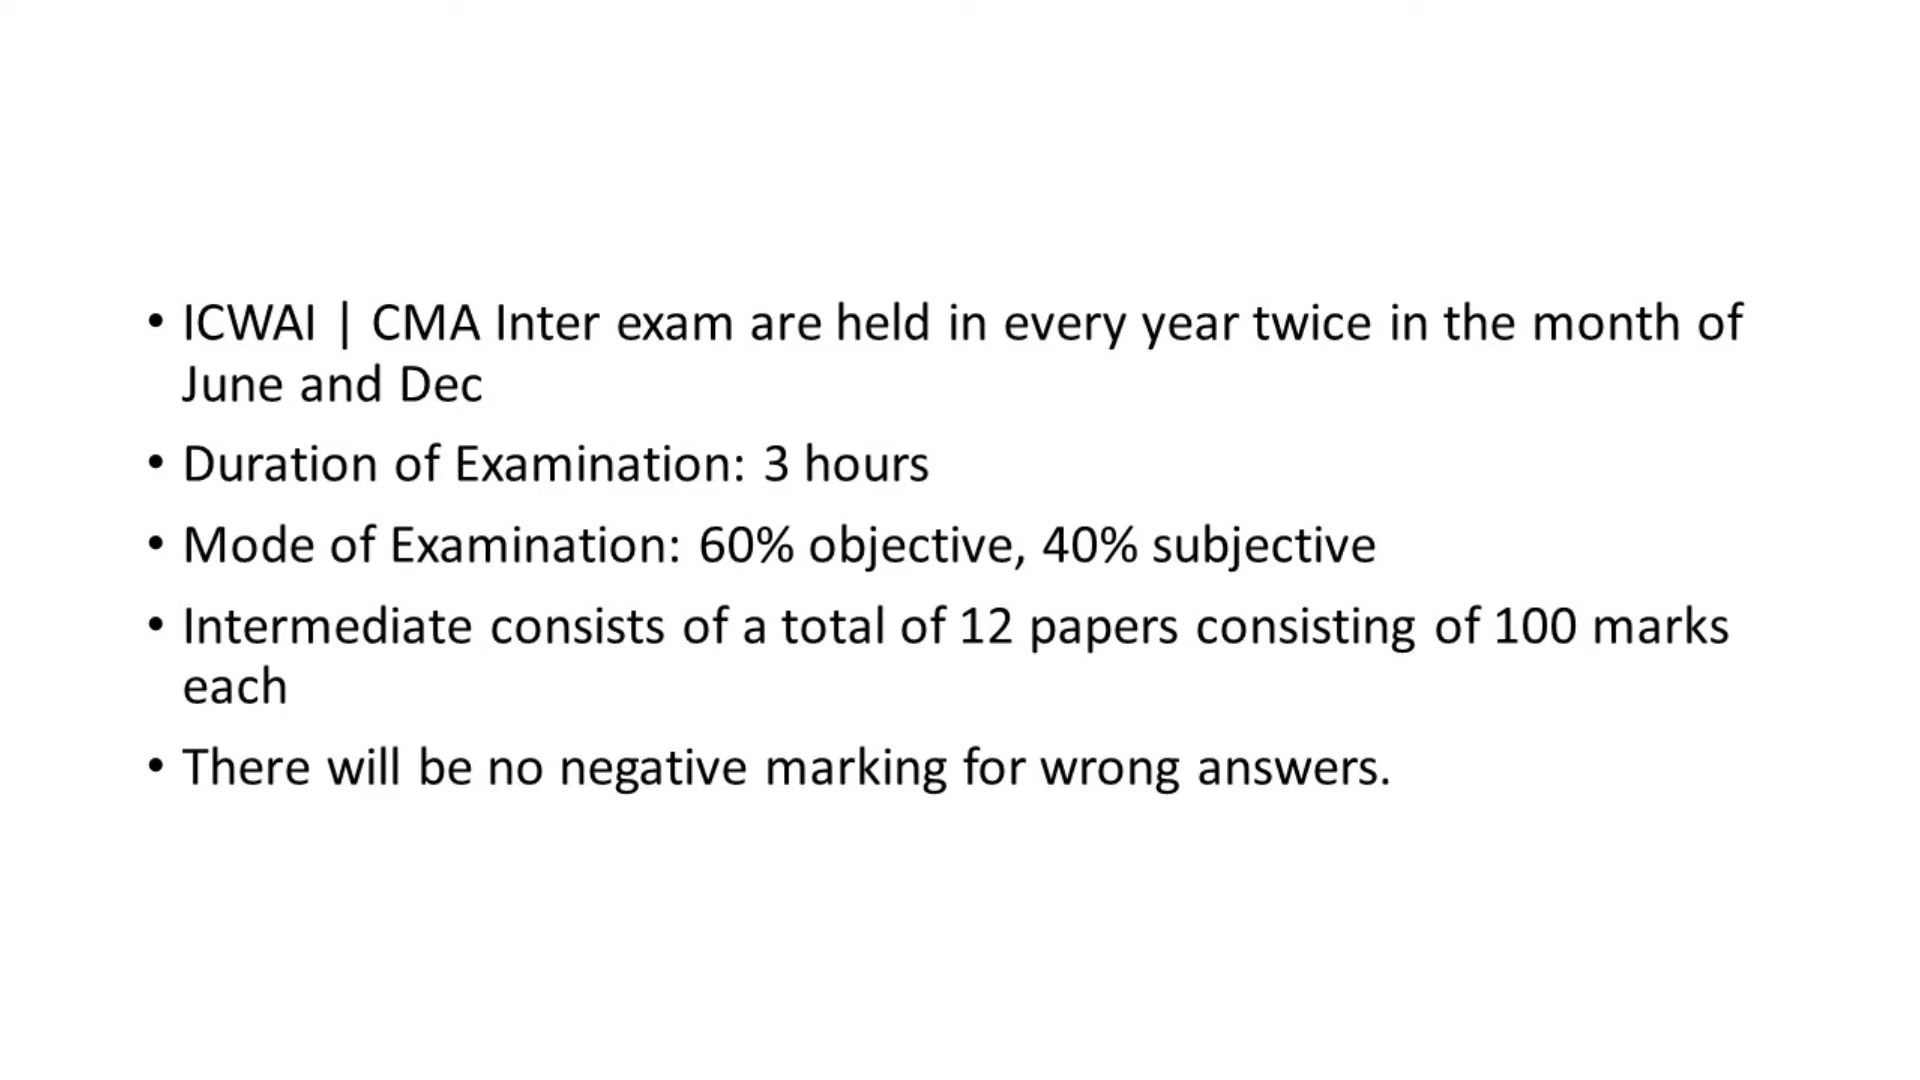 • ICWAI | CMA Inter exam are held in every year twice in the month of
June and Dec
• Duration of Examination: 3 hours
• Mode of Examination: 60% objective, 40% subjective
• Intermediate consists of a total of 12 papers consisting of 100 marks
each
• There will be no negative marking for wrong answers.